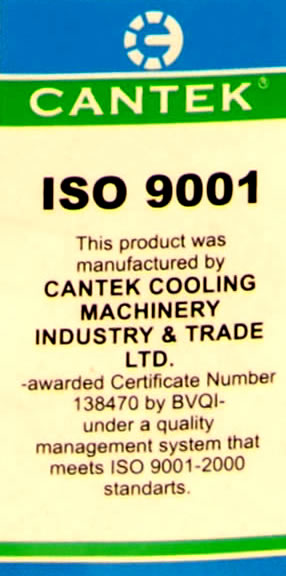 CANTEK®
ISO 9001
This product was
manufactured by
CANTEK COOLING
MACHINERY
INDUSTRY & TRADE
LTD.
-awarded Certificate Number
138470 by BVQI-
under a quality
management system that
meets ISO 9001-2000
standarts.